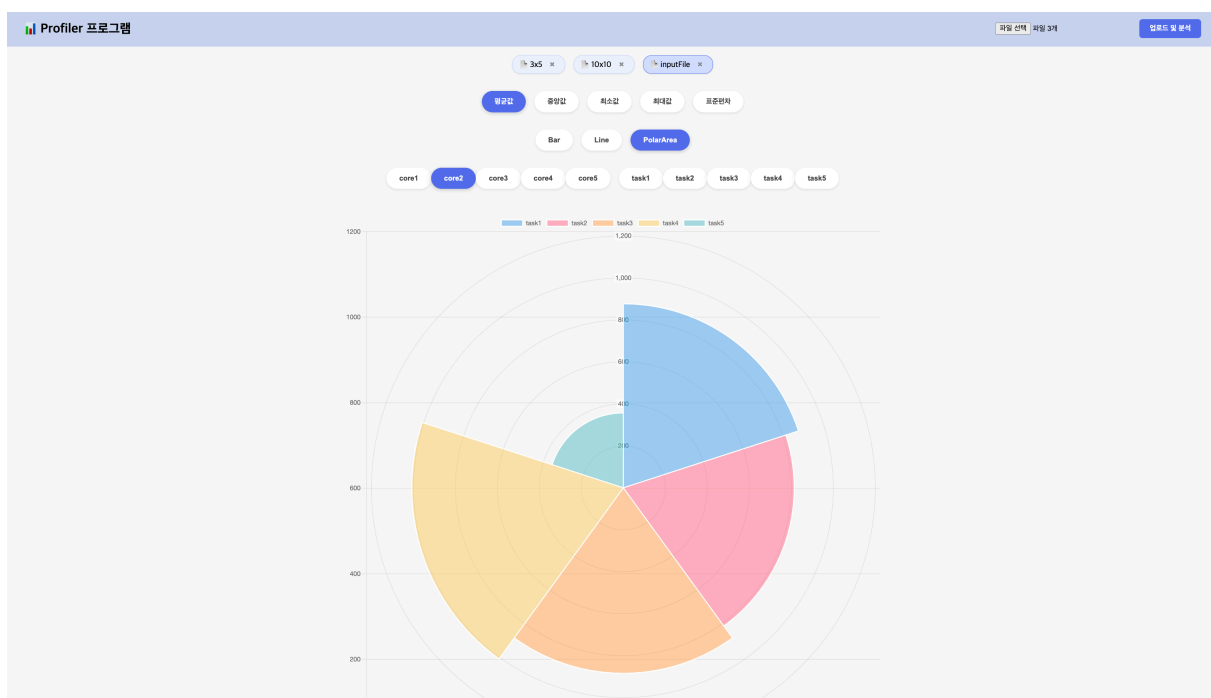 Profiler 프로그램
파일 선택 파일 3개
업로드 및 분석
3x5 ×
10x10 ×
inputFile ×
평균값 중앙값 최소값 최대값 표준편차
Bar Line PolarArea
core1 core2 core3 core4 core5 task1 task2 task3 task4 task5
task1 task2 task3 task4 task5
1200
1,200
1,000
1000
800
600
800
400
200
600
400
200